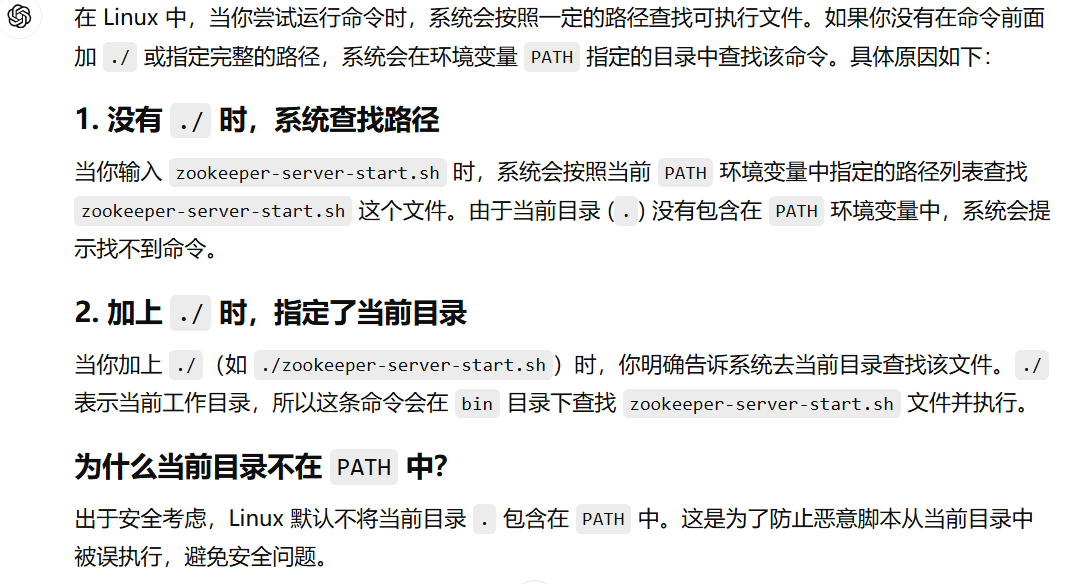 在 Linux 中，当你尝试运行命令时，系统会按照一定的路径查找可执行文件。如果你没有在命令前面
加 ./ 或指定完整的路径，系统会在环境变量 PATH 指定的目录中查找该命令。具体原因如下：
1. 没有 ./ 时，系统查找路径
当你输入 zookeeper-server-start.sh 时，系统会按照当前 PATH 环境变量中指定的路径列表查找
zookeeper-server-start.sh 这个文件。由于当前目录 (.) 没有包含在 PATH 环境变量中，系统会提
示找不到命令。
2. 加上 ./ 时，指定了当前目录
当你加上 ./（如 ./zookeeper-server-start.sh）时，你明确告诉系统去当前目录查找该文件。./
表示当前工作目录，所以这条命令会在 bin 目录下查找 zookeeper-server-start.sh 文件并执行。
为什么当前目录不在 PATH 中？
出于安全考虑，Linux 默认不将当前目录 . 包含在 PATH 中。这是为了防止恶意脚本从当前目录中
被误执行，避免安全问题。